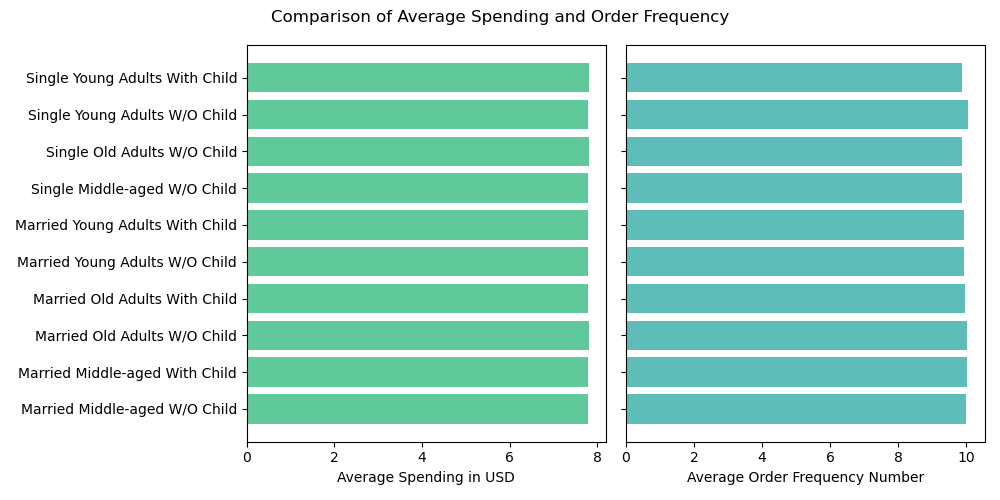 Comparison of Average Spending and Order Frequency
Single Young Adults With Child
Single Young Adults W/O Child
Single Old Adults W/O Child
Single Middle-aged W/O Child
Married Young Adults With Child
Married Young Adults W/O Child
Married Old Adults With Child
Married Old Adults W/O Child
Married Middle-aged With Child
Married Middle-aged W/O Child
0 2 4 6 8
Average Spending in USD
0 2 4 6 8 10
Average Order Frequency Number